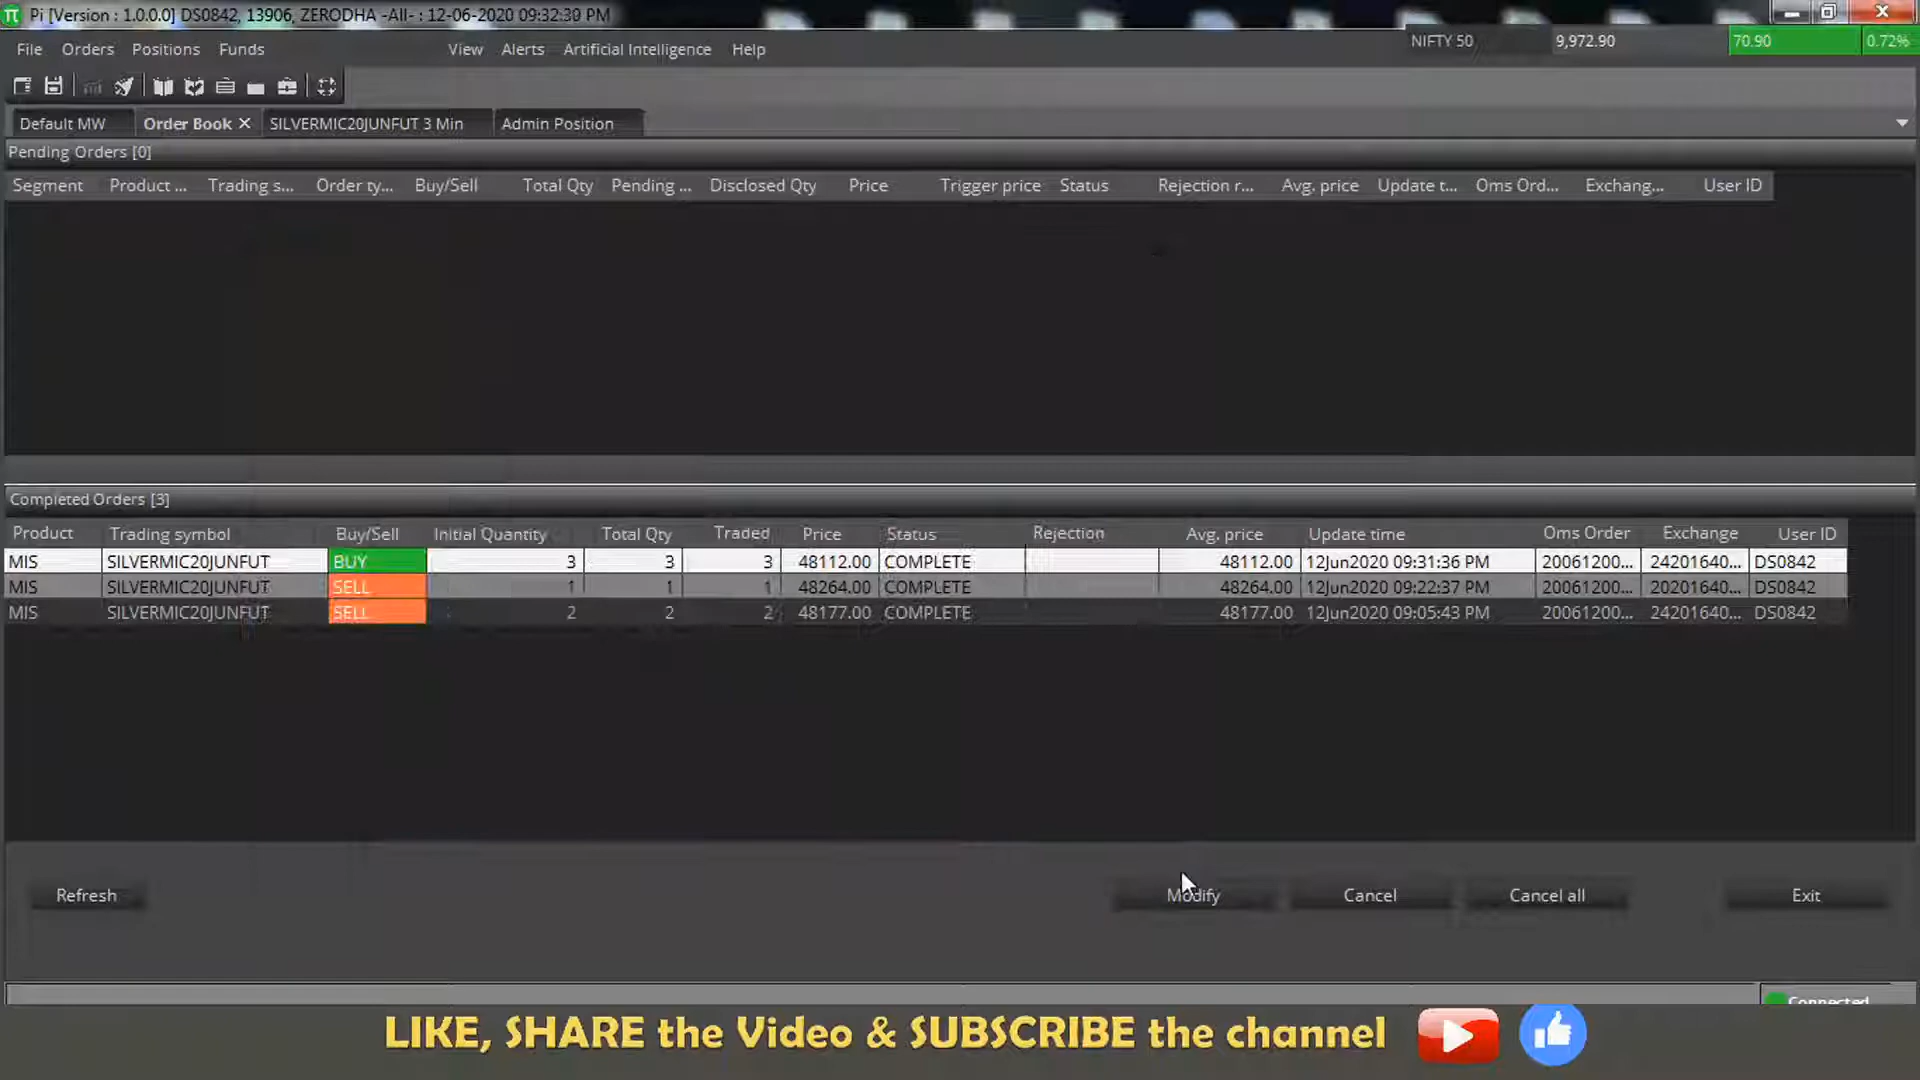 Pi [Version : 1.0.0.0] DS0842, 13906, ZERODHA -All- : 12-06-2020 09:32:39 PM
File Orders Positions Funds View Alerts Artificial Intelligence Help
NIFTY 50 9,972.90 70.90 0.72%
Default MW Order Book SILVERMIC20JUNFUT 3 Min Admin Position
Pending Orders [0]
Segment Product ... Trading s... Order ty... Buy/Sell Total Qty Pending ... Disclosed Qty Price Trigger price Status Rejection r... Avg. price Update t... Oms Ord... Exchang... User ID
Completed Orders [3]
Product Trading symbol Buy/Sell Initial Quantity Total Qty Traded Price Status Rejection Avg. price Update time Oms Order Exchange User ID
MIS SILVERMIC20JUNFUT BUY 3 3 3 48112.00 COMPLETE 48112.00 12Jun2020 09:31:36 PM 20061200... 24201640... DS0842
MIS SILVERMIC20JUNFUT SELL 1 1 1 48264.00 COMPLETE 48264.00 12Jun2020 09:22:37 PM 20061200... 20201640... DS0842
MIS SILVERMIC20JUNFUT SELL 2 2 2 48177.00 COMPLETE 48177.00 12Jun2020 09:05:43 PM 20061200... 24201640... DS0842
Refresh Modify Cancel Cancel all Exit
Connected
LIKE, SHARE the Video & SUBSCRIBE the channel